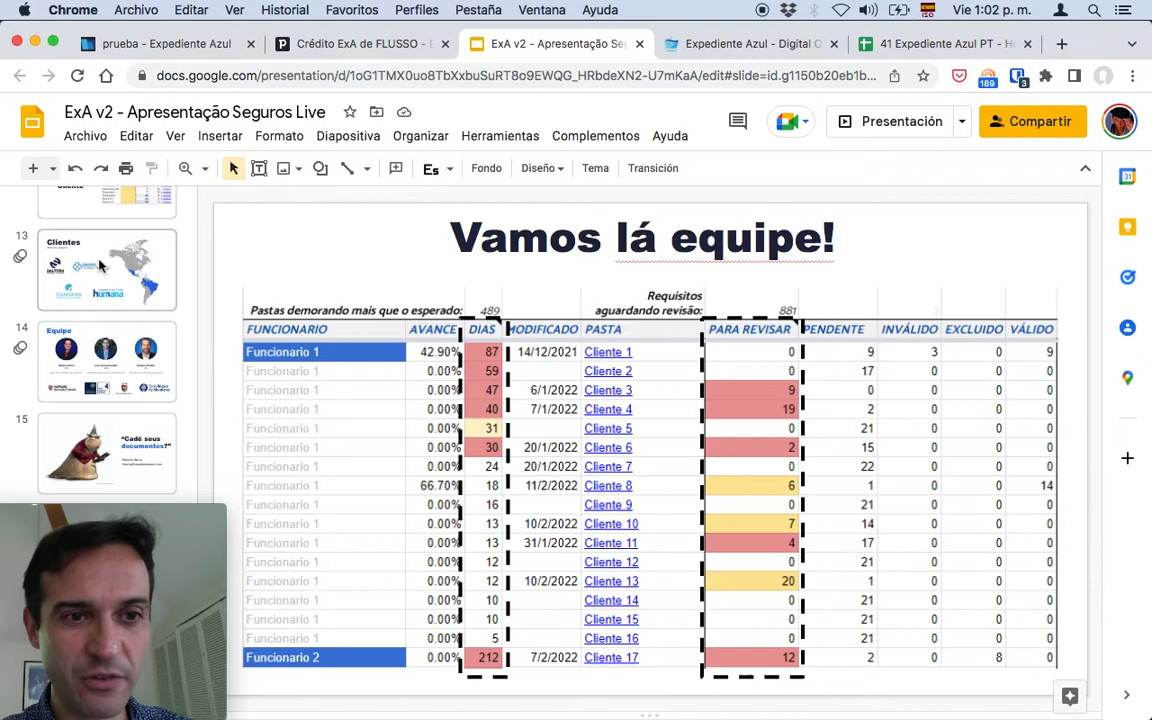 Chrome Archivo Editar Ver Historial Favoritos Perfiles Pestaña Ventana Ayuda ISO Vie 1:02 p. m.
prueba - Expediente Azul Crédito ExA de FLUSSO - D ExA v2 - Apresentação Seg Expediente Azul - Digital O 41 Expediente Azul PT - H
docs.google.com/presentation/d/1oG1TMX0uo8TbXxbuSuRT8o9EWQG_HRbdeXN2-U7mKaA/edit#slide=id.g1150b20eb1b... 189 3
ExA v2 - Apresentação Seguros Live
Archivo Editar Ver Insertar Formato Diapositiva Organizar Herramientas Complementos Ayuda
Presentación Compartir
Es Fondo Diseño Tema Transición
13
Clientes
humana
14
Equipe
15
"Cadê seus
documentos?"
Vamos lá equipe!
Requisitos
Pastas demorando mais que o esperado: 489 aguardando revisão: 881
FUNCIONARIO AVANCE DIAS MODIFICADO PASTA PARA REVISAR PENDENTE INVÁLIDO EXCLUIDO VÁLIDO
Funcionario 1 42.90% 87 14/12/2021 Cliente 1 0 9 3 0 9
Funcionario 1 0.00% 59 Cliente 2 0 17 0 0 0
Funcionario 1 0.00% 47 6/1/2022 Cliente 3 9 0 0 0 0
Funcionario 1 0.00% 40 7/1/2022 Cliente 4 19 2 0 0 0
Funcionario 1 0.00% 31 Cliente 5 0 21 0 0 0
Funcionario 1 0.00% 30 20/1/2022 Cliente 6 2 15 0 0 0
Funcionario 1 0.00% 24 20/1/2022 Cliente 7 0 22 0 0 0
Funcionario 1 66.70% 18 11/2/2022 Cliente 8 6 1 0 0 14
Funcionario 1 0.00% 16 Cliente 9 0 21 0 0 0
Funcionario 1 0.00% 13 10/2/2022 Cliente 10 7 14 0 0 0
Funcionario 1 0.00% 13 31/1/2022 Cliente 11 4 17 0 0 0
Funcionario 1 0.00% 12 Cliente 12 0 21 0 0 0
Funcionario 1 0.00% 12 10/2/2022 Cliente 13 20 1 0 0 0
Funcionario 1 0.00% 10 Cliente 14 0 21 0 0 0
Funcionario 1 0.00% 10 Cliente 15 0 21 0 0 0
Funcionario 1 0.00% 5 Cliente 16 0 21 0 0 0
Funcionario 2 0.00% 212 7/2/2022 Cliente 17 12 2 0 8 0